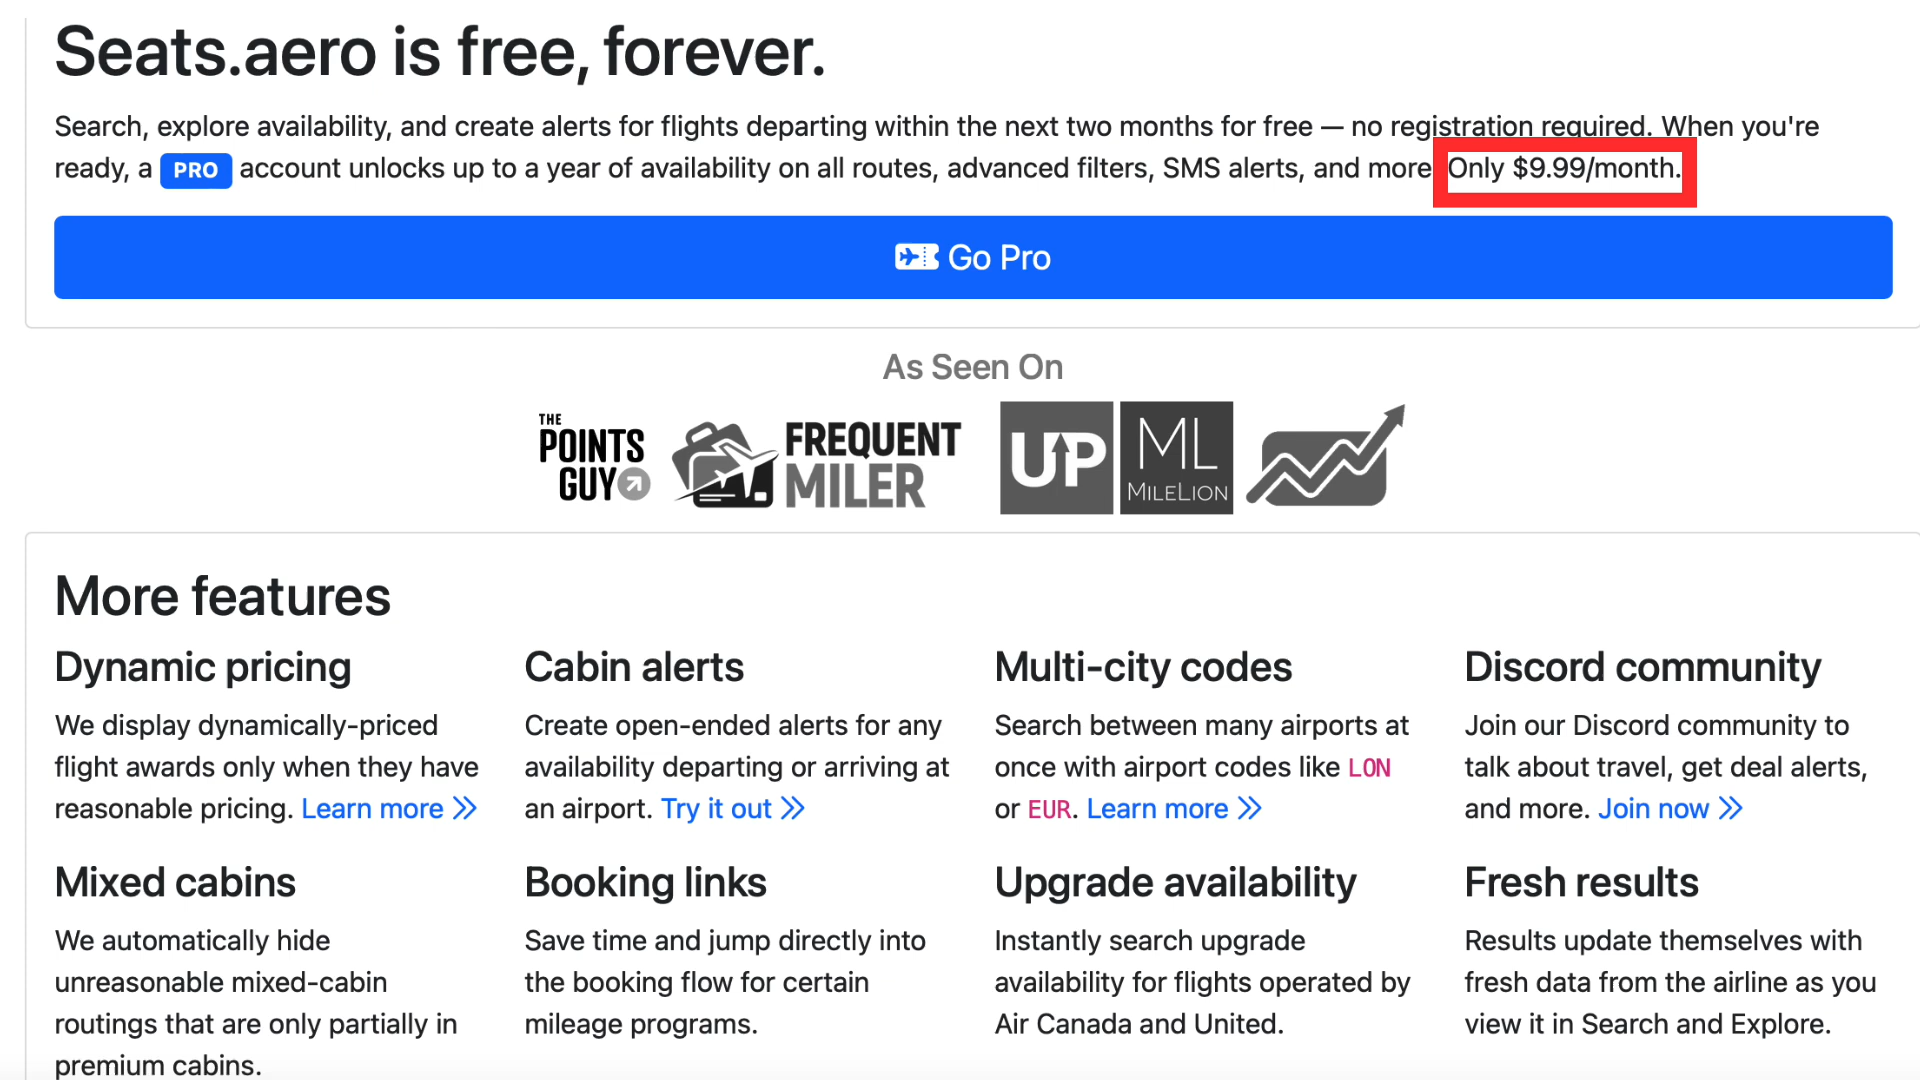 Seats.aero is free, forever.
Search, explore availability, and create alerts for flights departing within the next two months for free — no registration required. When you're
ready, a PRO account unlocks up to a year of availability on all routes, advanced filters, SMS alerts, and more Only $9.99/month.
Go Pro
As Seen On
THE
POINTS
GUY
FREQUENT
MILER
UP
ML
MILELION
More features
Dynamic pricing
We display dynamically-priced
flight awards only when they have
reasonable pricing. Learn more
Cabin alerts
Create open-ended alerts for any
availability departing or arriving at
an airport. Try it out
Multi-city codes
Search between many airports at
once with airport codes like LON
or EUR. Learn more
Discord community
Join our Discord community to
talk about travel, get deal alerts,
and more. Join now
Mixed cabins
We automatically hide
unreasonable mixed-cabin
routings that are only partially in
premium cabins.
Booking links
Save time and jump directly into
the booking flow for certain
mileage programs.
Upgrade availability
Instantly search upgrade
availability for flights operated by
Air Canada and United.
Fresh results
Results update themselves with
fresh data from the airline as you
view it in Search and Explore.